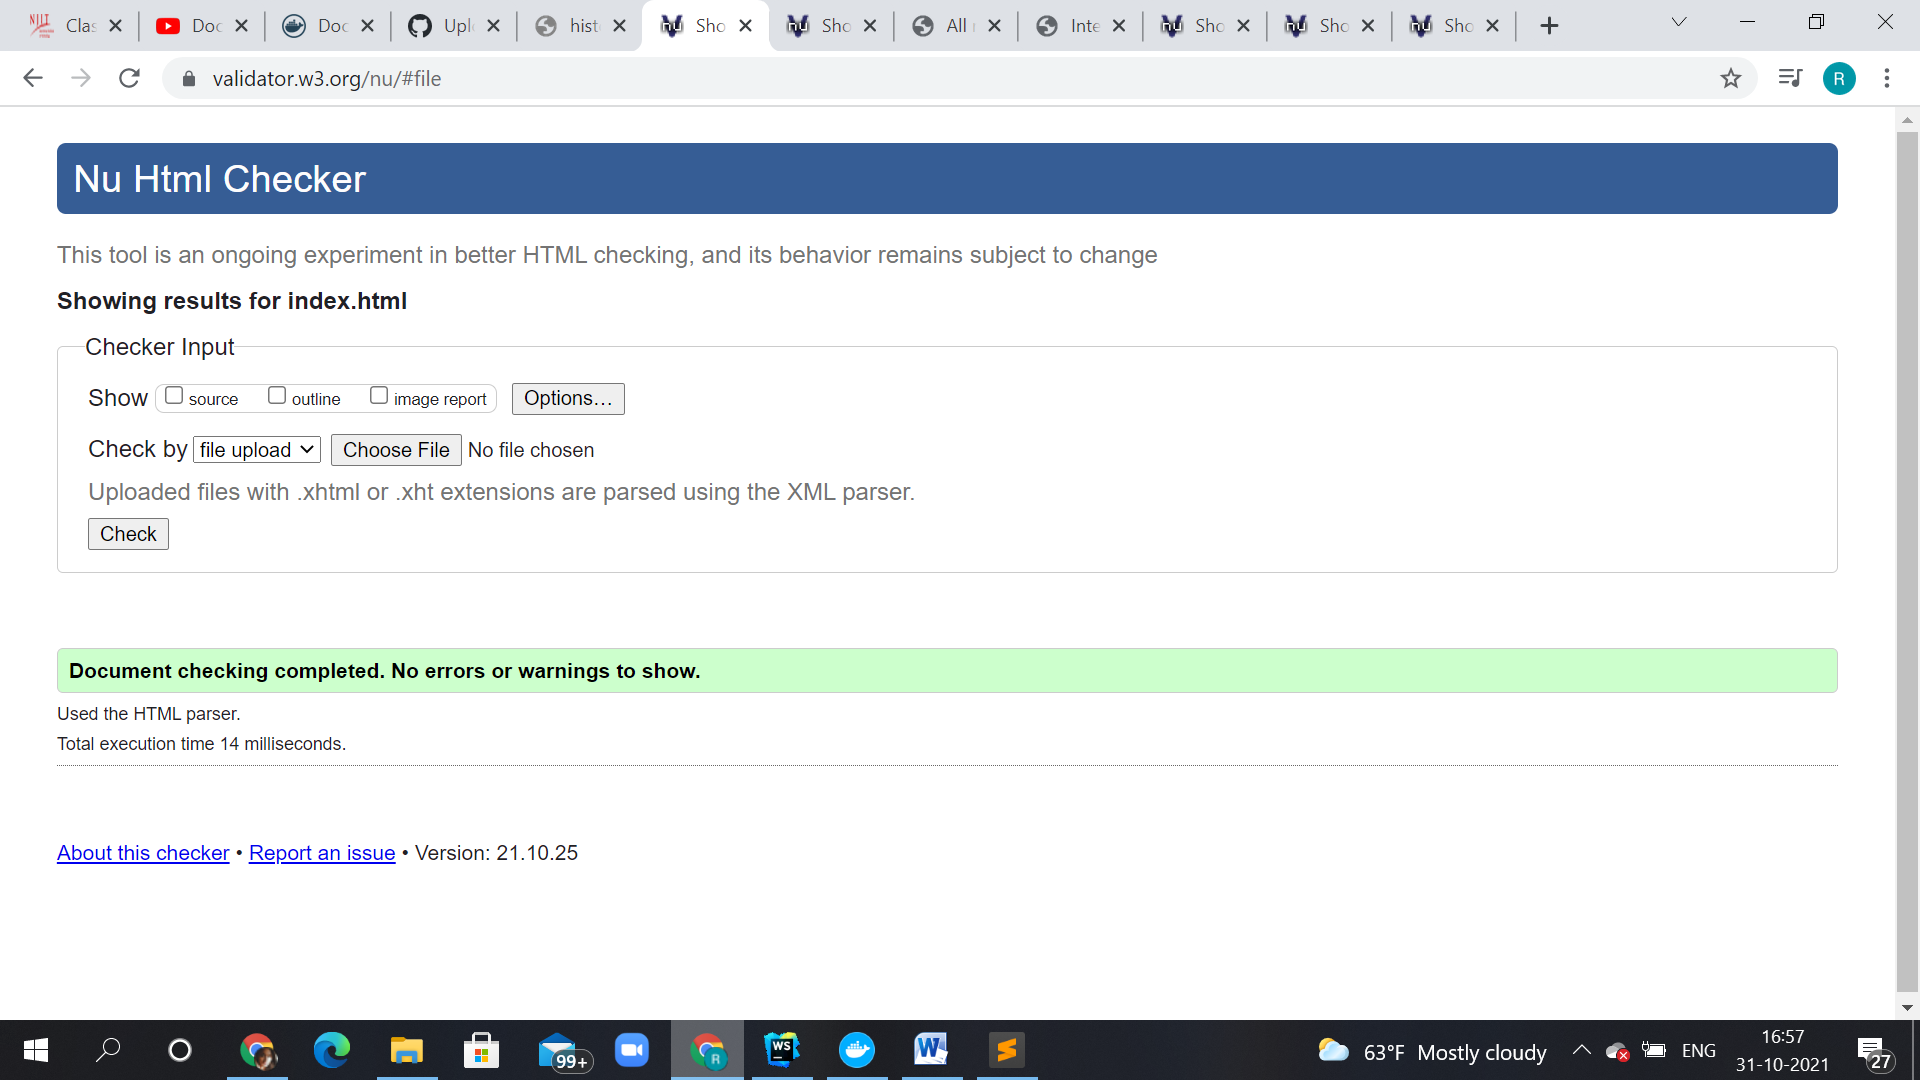 Clas
Doc
Doc
Uplo
histo
Sho
Sho
All r
Inte
Sho
Sho
Sho
validator.w3.org/nu/#file
R
Nu Html Checker
This tool is an ongoing experiment in better HTML checking, and its behavior remains subject to change
Showing results for index.html
Checker Input
Show source outline image report Options...
Check by file upload Choose File No file chosen
Uploaded files with .xhtml or .xht extensions are parsed using the XML parser.
Check
Document checking completed. No errors or warnings to show.
Used the HTML parser.
Total execution time 14 milliseconds.
About this checker • Report an issue • Version: 21.10.25
99+
R
WS
W
63°F Mostly cloudy
ENG
16:57
31-10-2021
27